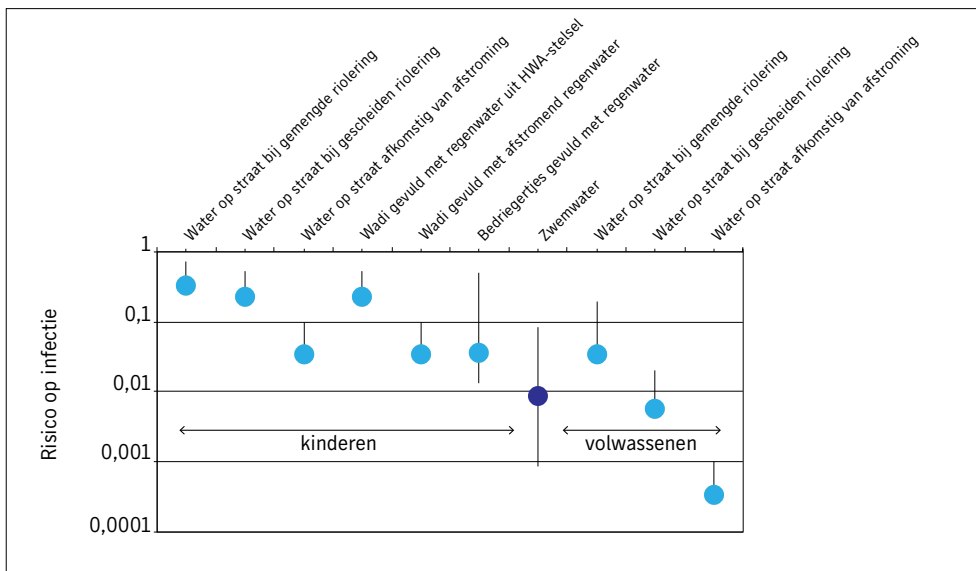 Water op straat bij gemengde riolering
Water op straat bij gescheiden riolering
Water op straat afkomstig van afstroming
Wadi gevuld met regenwater uit HWA-stelsel
Wadi gevuld met afstromend regenwater
Bedriegertjes gevuld met regenwater
Zwemwater
Water op straat bij gemengde riolering
Water op straat bij gescheiden riolering
Water op straat afkomstig van afstroming
Risico op infectie
1
0,1
0,01
0,001
0,0001
kinderen
volwassenen